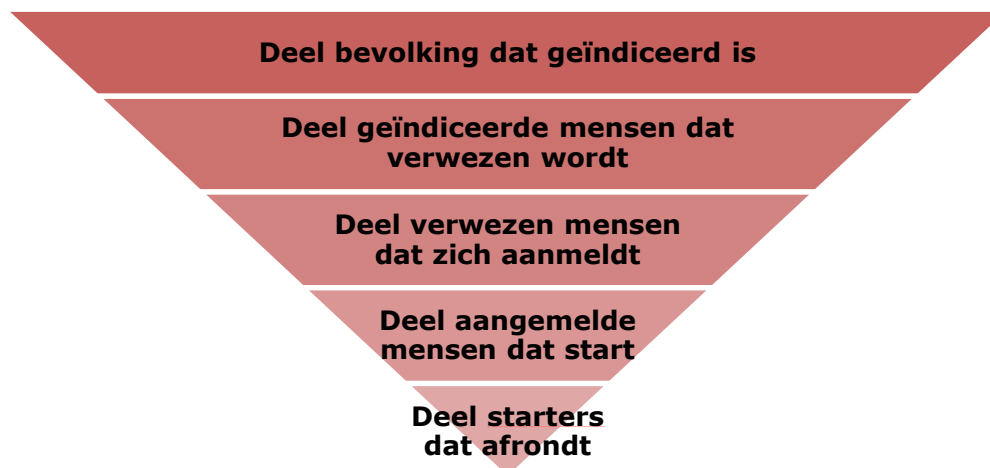 Deel bevolking dat geïndiceerd is
Deel geïndiceerde mensen dat
verwezen wordt
Deel verwezen mensen
dat zich aanmeldt
Deel aangemelde
mensen dat start
Deel starters
dat afrondt